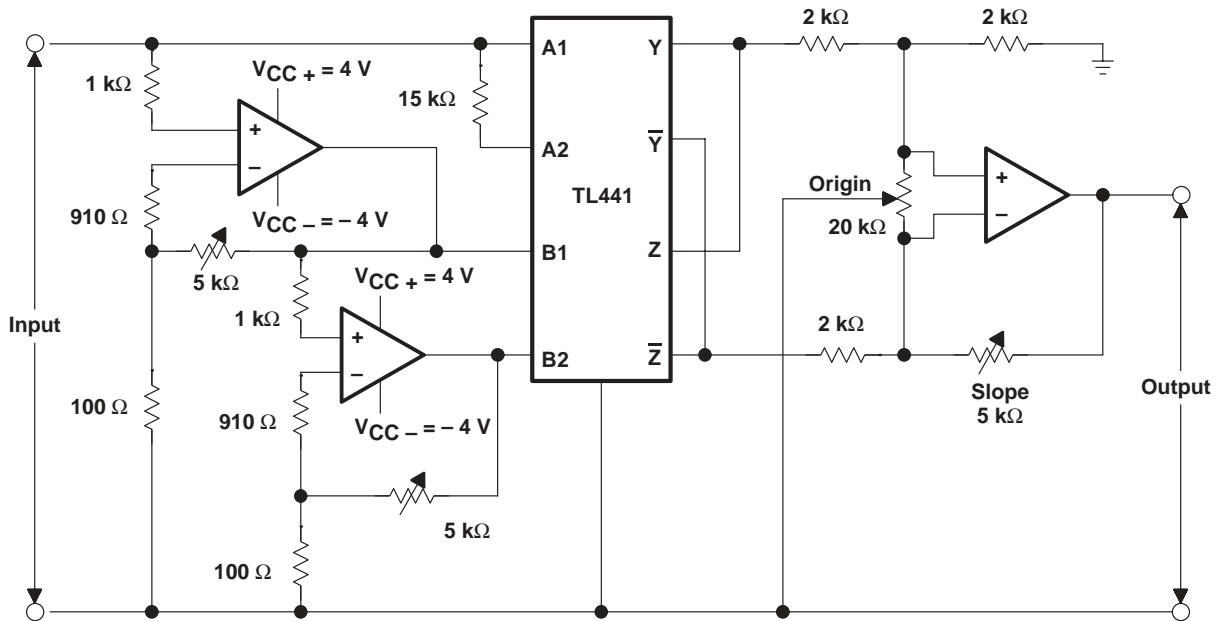 2 kΩ
2 kΩ
A1
Y
1 kΩ
VCC + = 4 V
15 kΩ
+
–
A2
Y
TL441
Origin
20 kΩ
+
–
910 Ω
VCC – = – 4 V
B1
Z
5 kΩ
VCC + = 4 V
Input
1 kΩ
2 kΩ
+
–
B2
Z
Slope
5 kΩ
Output
100 Ω
910 Ω
VCC – = – 4 V
5 kΩ
100 Ω